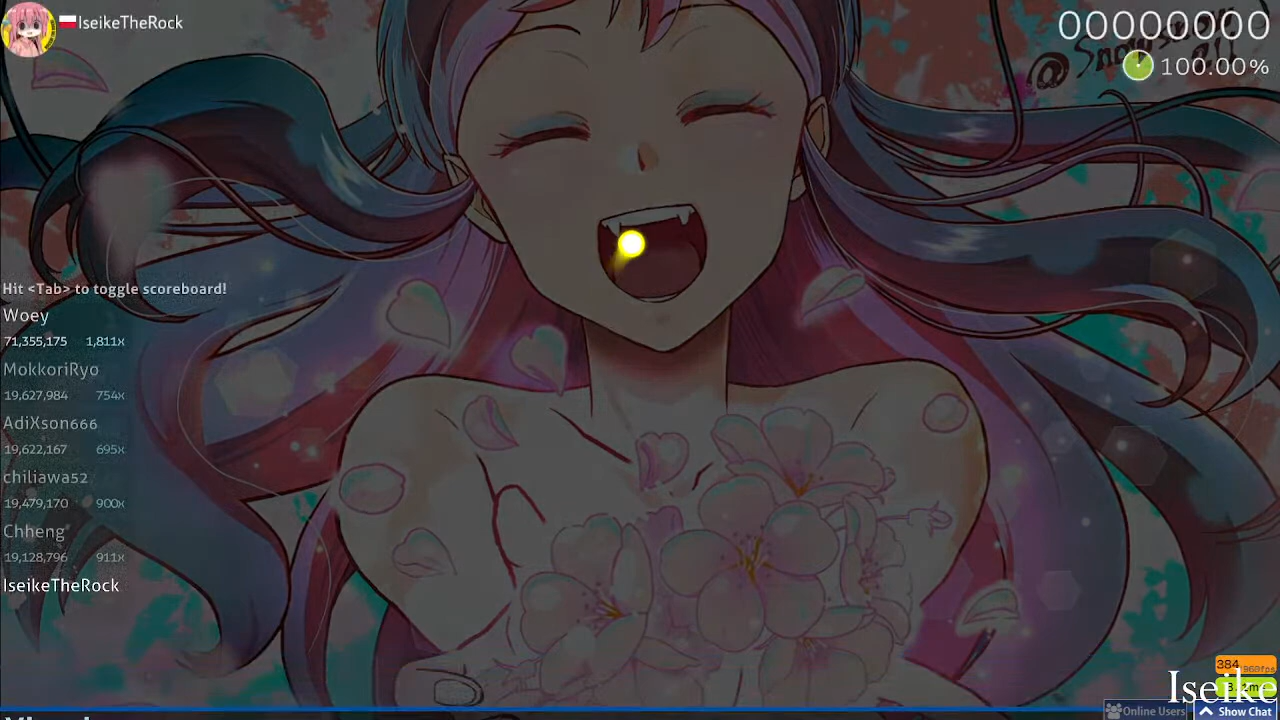 IseikeTheRock
00000000
100.00%
Hit <Tab> to toggle scoreboard!
Woey
71,355,175 1,811x
MokkoriRyo
19,627,984 754x
AdiXson666
19,622,167 695x
chiliawa52
19,479,170 900x
Chheng
19,128,796 911x
IseikeTheRock
384
Iseike
Online Users
Show Chat